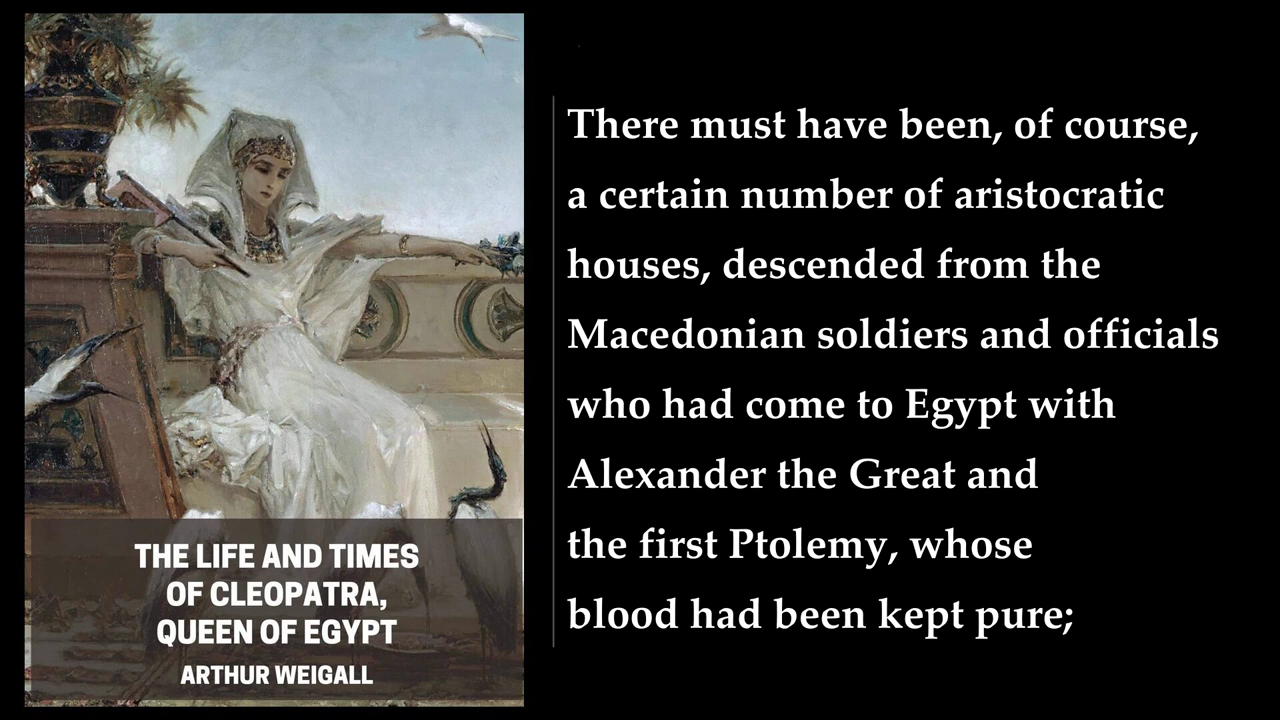 THE LIFE AND TIMES
OF CLEOPATRA,
QUEEN OF EGYPT
ARTHUR WEIGALL
There must have been, of course,
a certain number of aristocratic
houses, descended from the
Macedonian soldiers and officials
who had come to Egypt with
Alexander the Great and
the first Ptolemy, whose
blood had been kept pure;